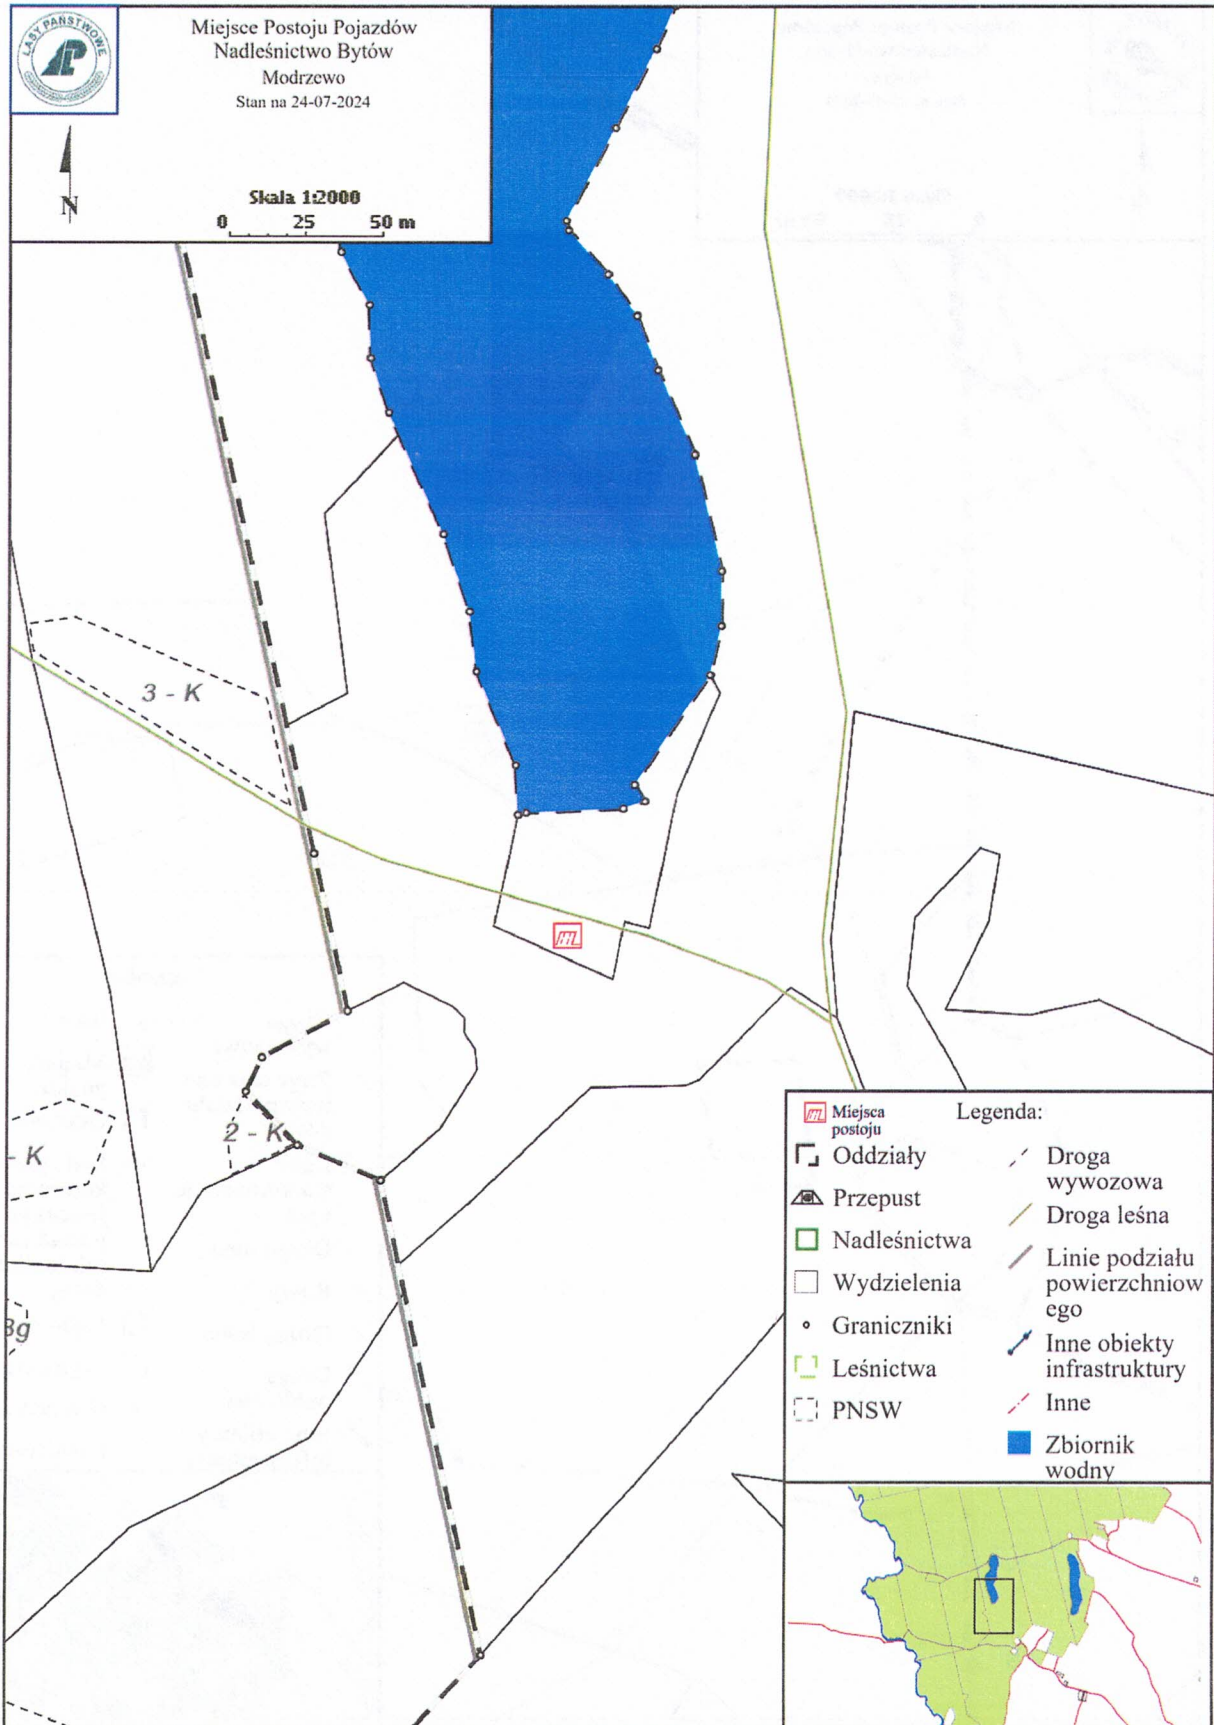 LASY PAŃSTWOWE
Miejsce Postoju Pojazdów
Nadleśnictwo Bytów
Modrzewo
Stan na 24-07-2024
N
Skala 1:2000
0 25 50 m
3 - K
2 - K
- K
Bg
Legenda:
Miejsca
postoju
Oddziały
Przepust
Nadleśnictwa
Wydzielenia
Graniczniki
Leśnictwa
PNSW
Droga
wywozowa
Droga leśna
Linie podziału
powierzchniow
ego
Inne obiekty
infrastruktury
Inne
Zbiornik
wodny